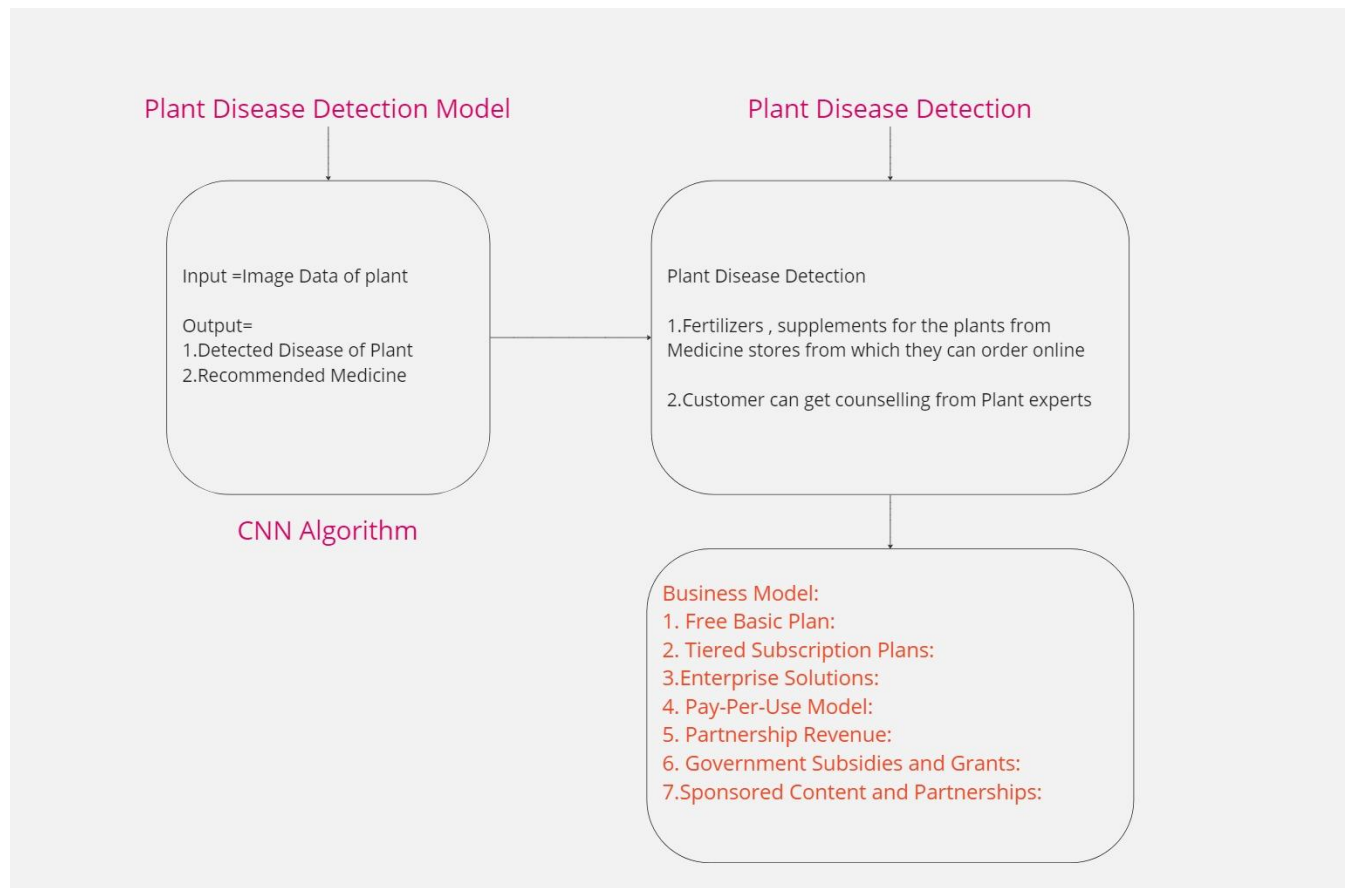 Plant Disease Detection Model
Input =Image Data of plant
Output=
1.Detected Disease of Plant
2.Recommended Medicine
CNN Algorithm
Plant Disease Detection
Plant Disease Detection
1.Fertilizers , supplements for the plants from
Medicine stores from which they can order online
2.Customer can get counselling from Plant experts
Business Model:
1. Free Basic Plan:
2. Tiered Subscription Plans:
3.Enterprise Solutions:
4. Pay-Per-Use Model:
5. Partnership Revenue:
6. Government Subsidies and Grants:
7.Sponsored Content and Partnerships: